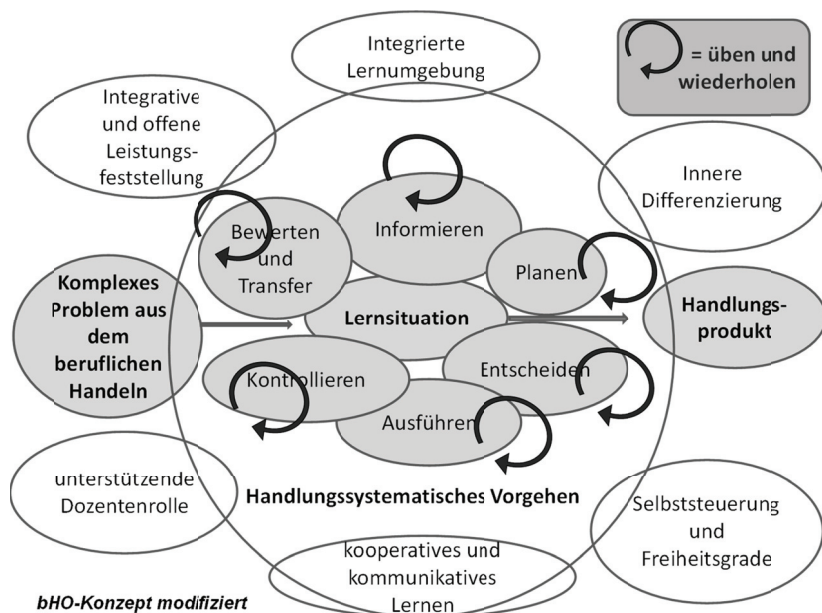 Integrierte
Lernumgebung
= üben und
wiederholen
Integrative
und offene
Leistungs-
feststellung
Innere
Differenzierung
Bewerten
und
Transfer
Informieren
Planen
Komplexes
Problem aus
dem
beruflichen
Handeln
Lernsituation
Handlungs-
produkt
Kontrollieren
Entscheiden
Ausführen
unterstützende
Dozentenrolle
Handlungssystematisches Vorgehen
Selbststeuerung
und
Freiheitsgrade
kooperatives und
kommunikatives
Lernen
bHO-Konzept modifiziert